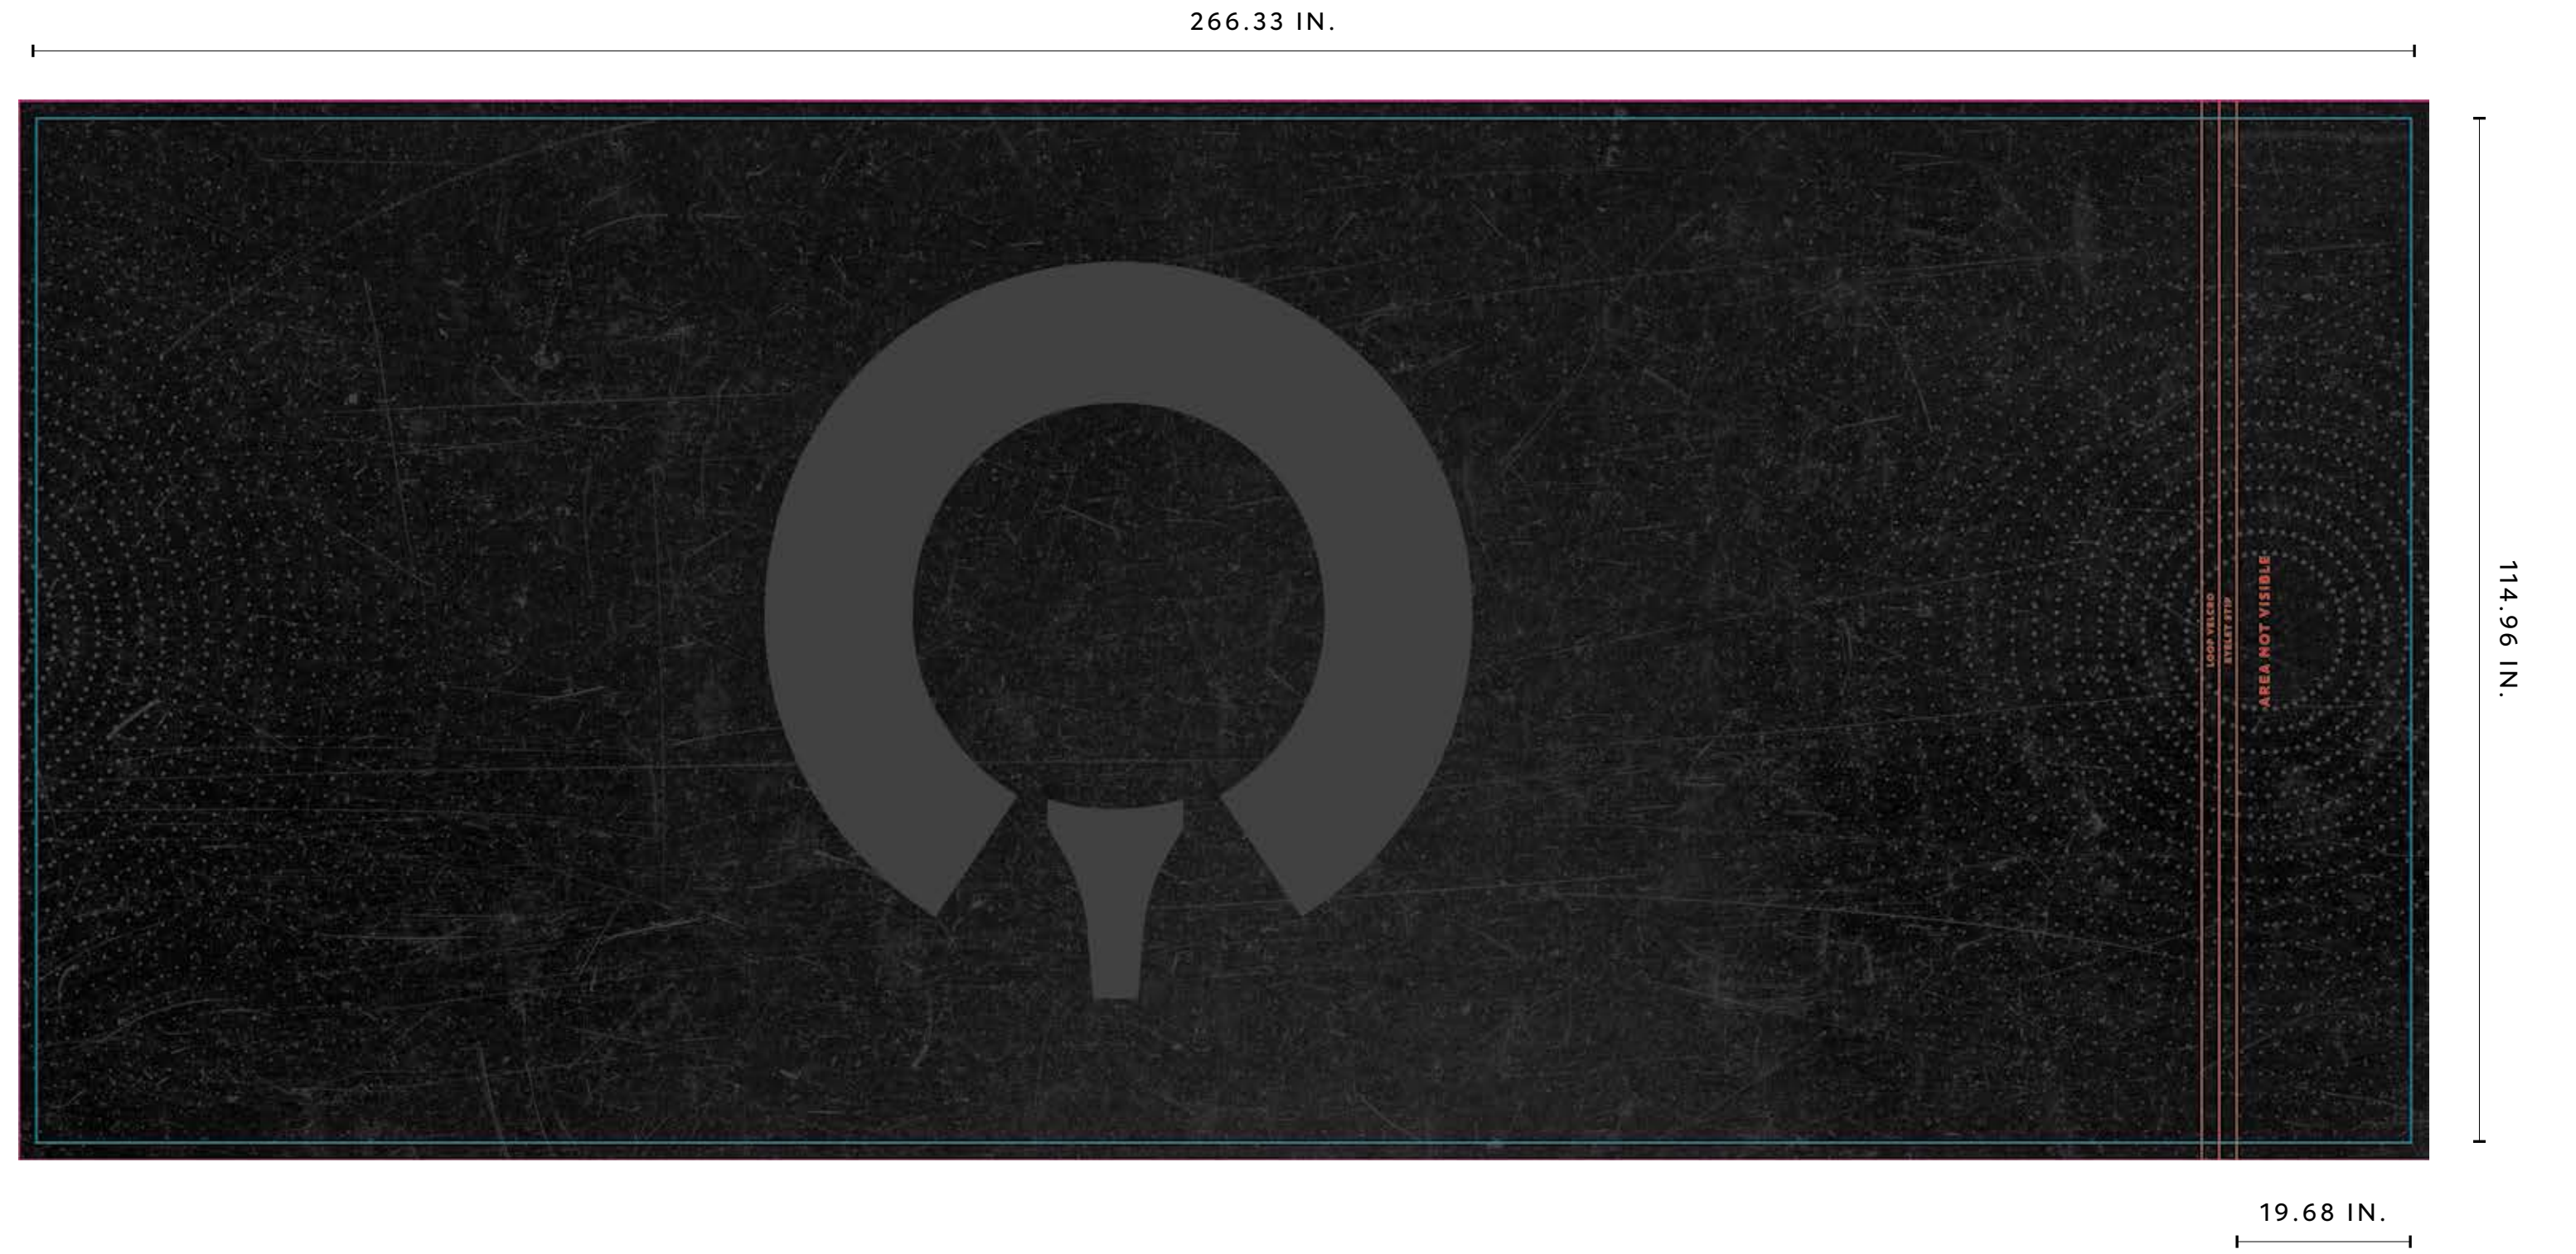 266.33 IN.
114.96 IN.
LOOP VELCRO
EYELET STIP
AREA NOT VISIBLE
19.68 IN.